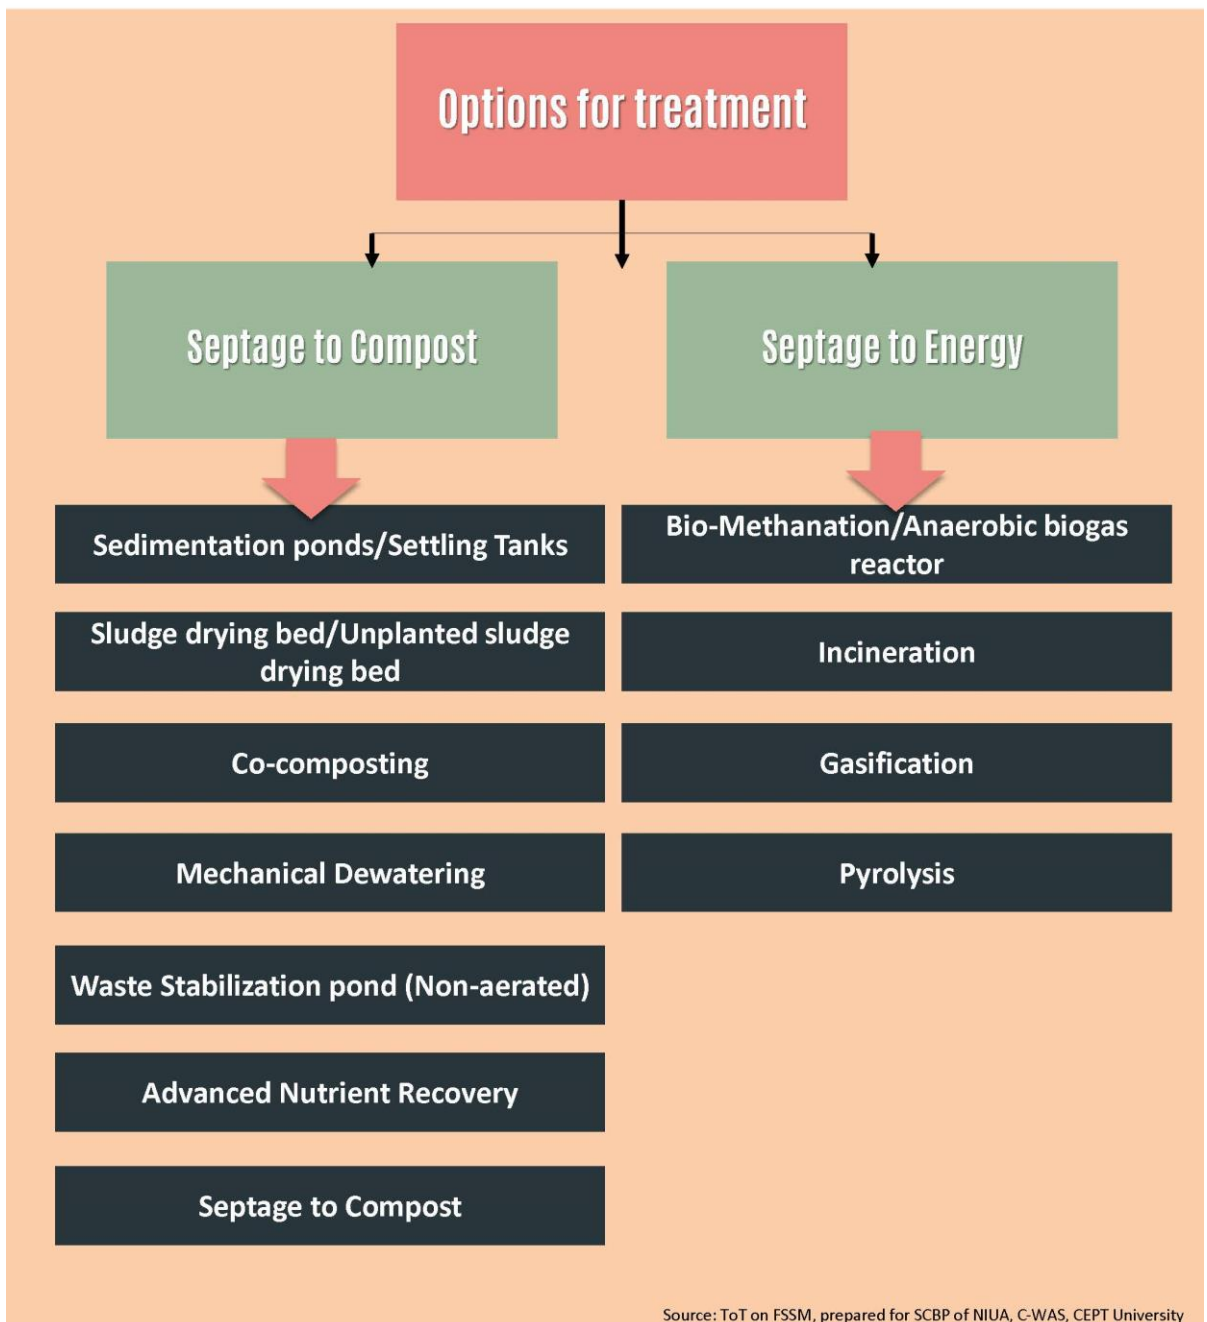 Options for treatment
Septage to Compost
Septage to Energy
Sedimentation ponds/Settling Tanks
Sludge drying bed/Unplanted sludge
drying bed
Co-composting
Mechanical Dewatering
Waste Stabilization pond (Non-aerated)
Advanced Nutrient Recovery
Septage to Compost
Bio-Methanation/Anaerobic biogas
reactor
Incineration
Gasification
Pyrolysis
Source: ToT on FSSM, prepared for SCBP of NIUA, C-WAS, CEPT University